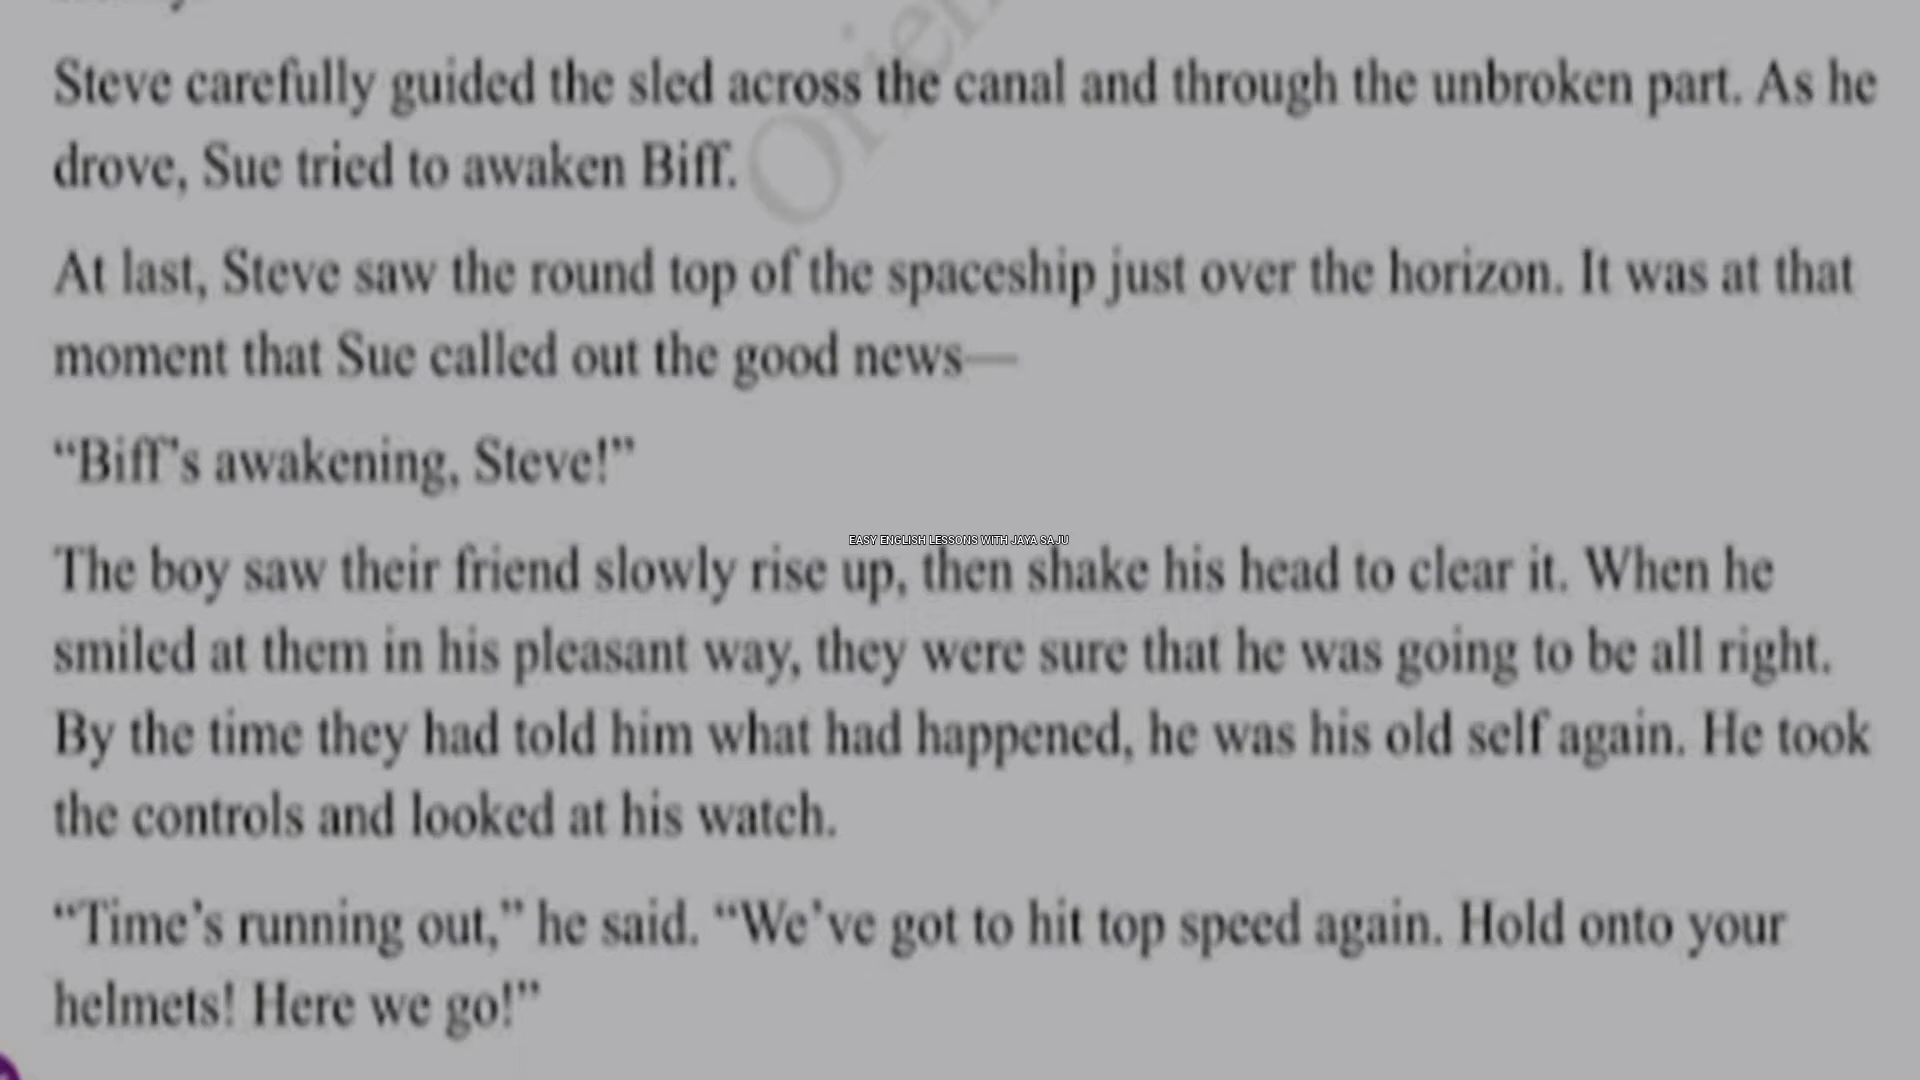 Steve carefully guided the sled across the canal and through the unbroken part. As he
drove, Sue tried to awaken Biff.
At last, Steve saw the round top of the spaceship just over the horizon. It was at that
moment that Sue called out the good news—
“Biff’s awakening, Steve!”
EASY ENGLISH LESSONS WITH JAYA SAJU
The boy saw their friend slowly rise up, then shake his head to clear it. When he
smiled at them in his pleasant way, they were sure that he was going to be all right.
By the time they had told him what had happened, he was his old self again. He took
the controls and looked at his watch.
“Time’s running out,” he said. “We’ve got to hit top speed again. Hold onto your
helmets! Here we go!”